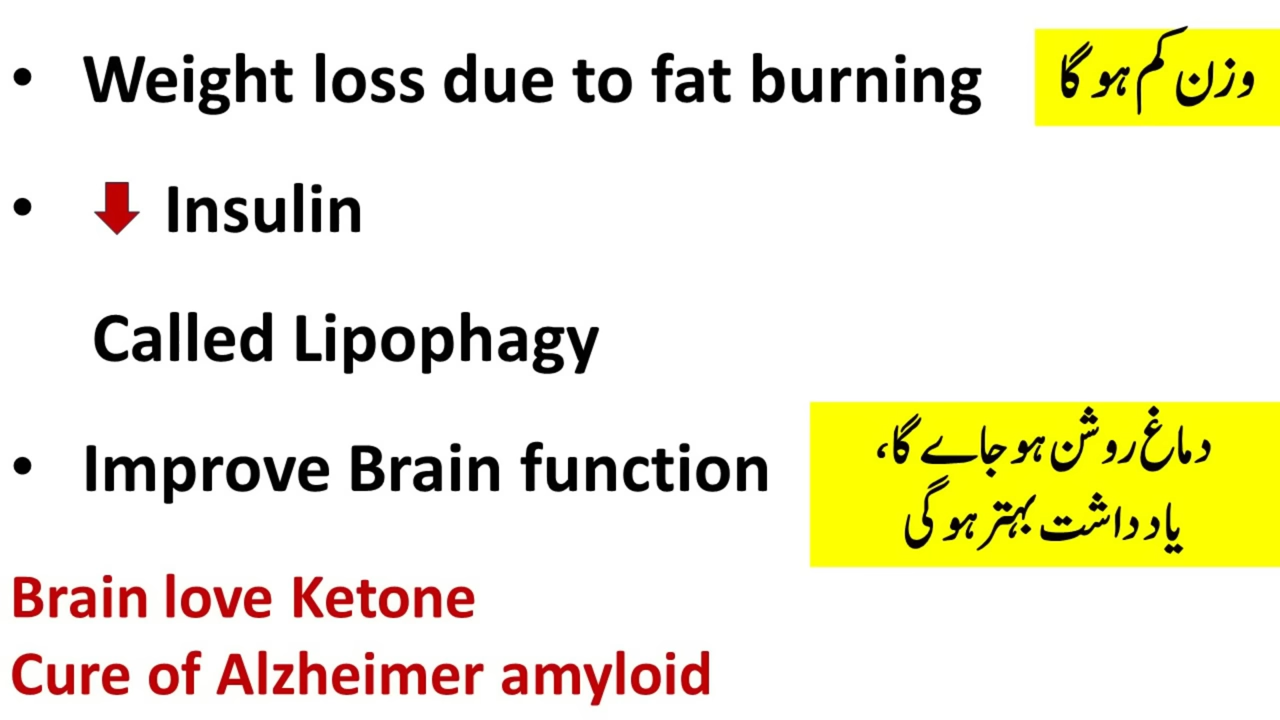 • Weight loss due to fat burning
وزن کم ہو گا
• Insulin
Called Lipophagy
• Improve Brain function
دماغ روشن ہو جاے گا،
یادداشت بہتر ہو گی
Brain love Ketone
Cure of Alzheimer amyloid